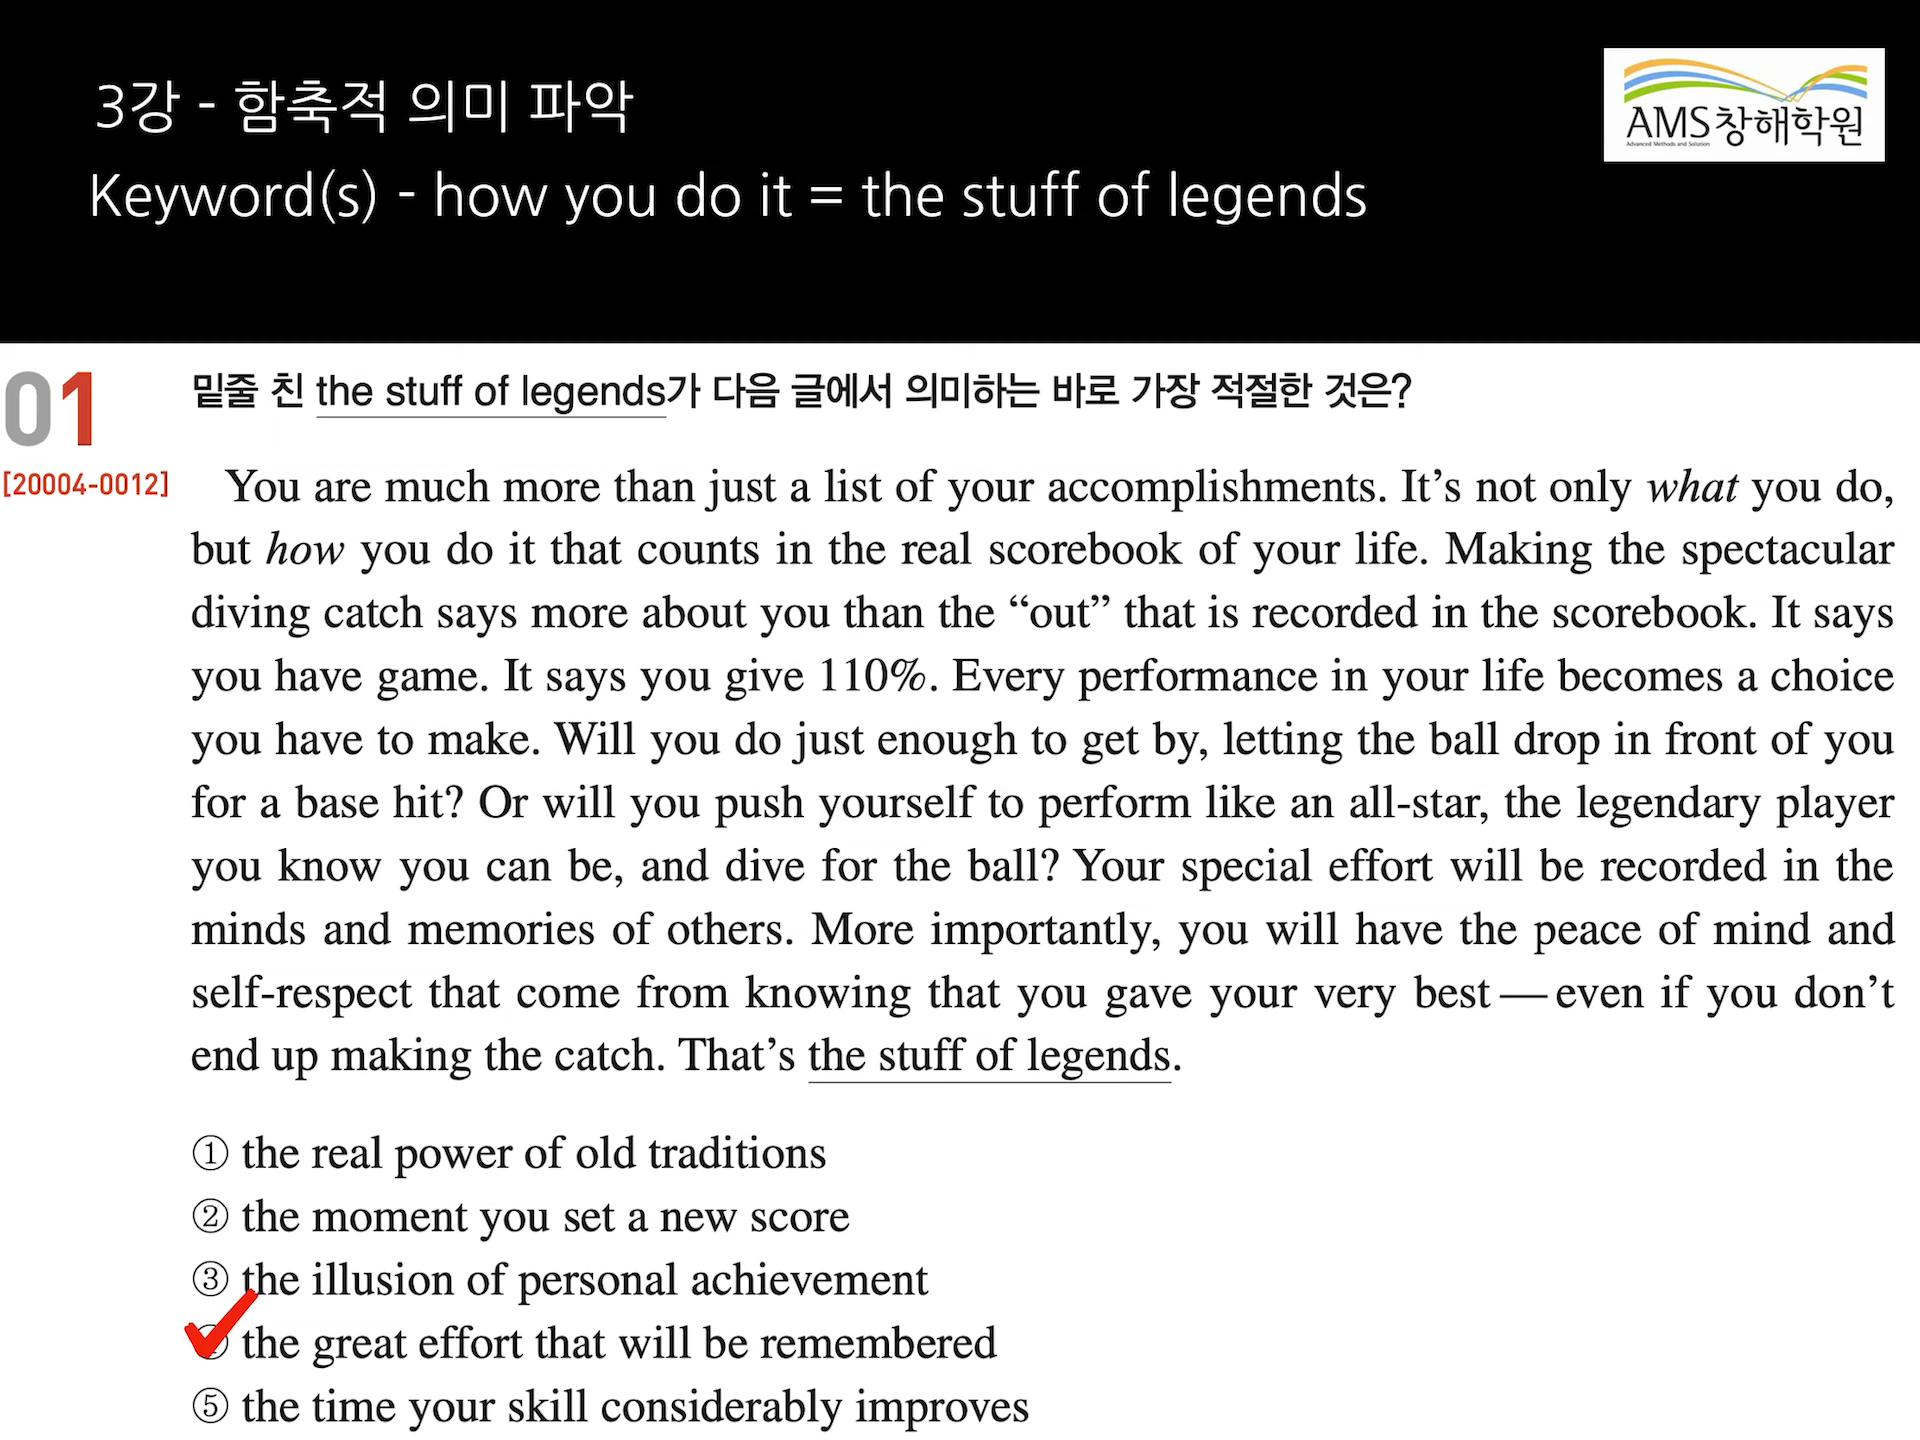 3강 - 함축적 의미 파악
Keyword(s) - how you do it = the stuff of legends
AMS창해학원
Advanced Methods and Solution
01
[20004-0012]
밑줄 친 the stuff of legends가 다음 글에서 의미하는 바로 가장 적절한 것은?
You are much more than just a list of your accomplishments. It’s not only what you do,
but how you do it that counts in the real scorebook of your life. Making the spectacular
diving catch says more about you than the “out” that is recorded in the scorebook. It says
you have game. It says you give 110%. Every performance in your life becomes a choice
you have to make. Will you do just enough to get by, letting the ball drop in front of you
for a base hit? Or will you push yourself to perform like an all-star, the legendary player
you know you can be, and dive for the ball? Your special effort will be recorded in the
minds and memories of others. More importantly, you will have the peace of mind and
self-respect that come from knowing that you gave your very best — even if you don’t
end up making the catch. That’s the stuff of legends.
① the real power of old traditions
② the moment you set a new score
③ the illusion of personal achievement
the great effort that will be remembered
⑤ the time your skill considerably improves